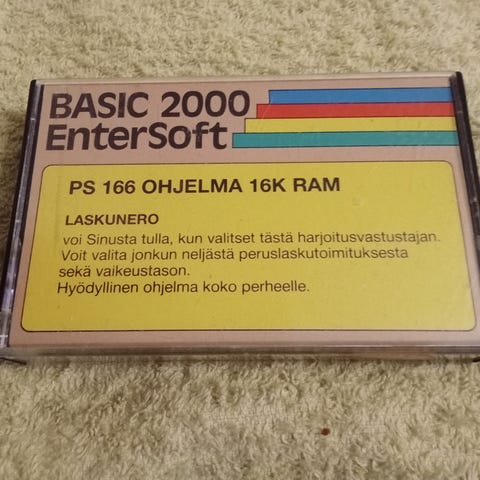 BASIC 2000
EnterSoft
PS 166 OHJELMA 16K RAM
LASKUNERO
voi Sinusta tulla, kun valitset tästä harjoitusvastustajan.
Voit valita jonkun neljästä peruslaskutoimituksesta
sekä vaikeustason.
Hyödyllinen ohjelma koko perheelle.